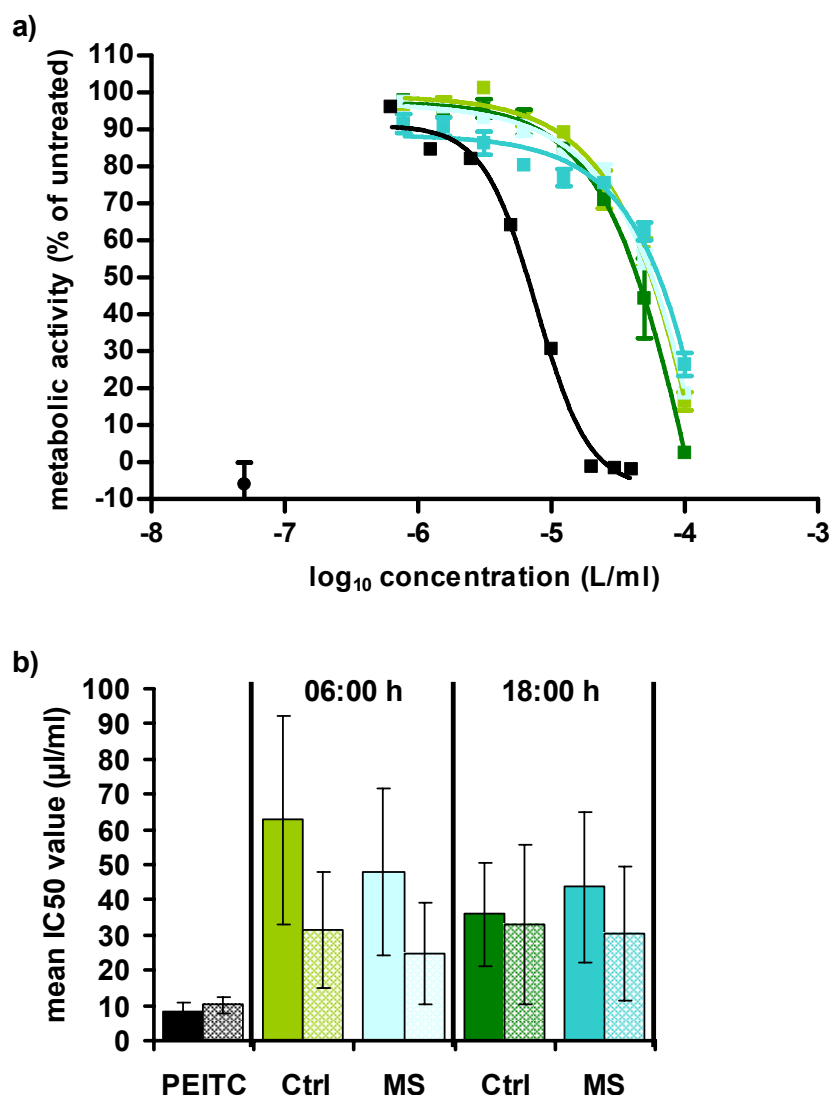 a)
metabolic activity (% of untreated)
110
100
90
80
70
60
50
40
30
20
10
0
-10
-8
-7
-6
-5
-4
-3
log10 concentration (L/ml)
b)
mean IC50 value (µl/ml)
100
90
80
70
60
50
40
30
20
10
0
06:00 h
18:00 h
PEITC
Ctrl
MS
Ctrl
MS